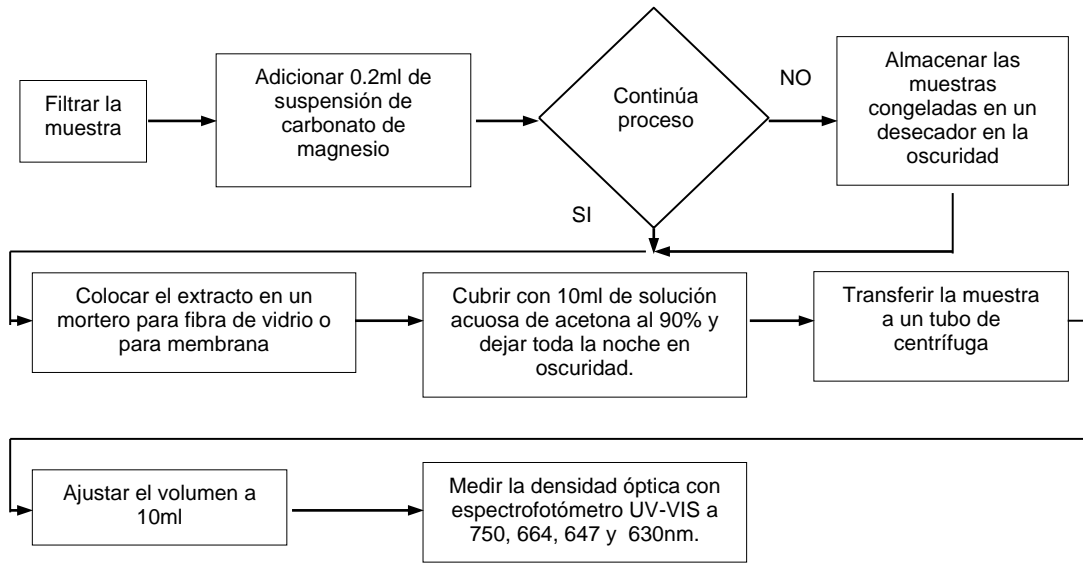 Filtrar la
muestra
Adicionar 0.2ml de
suspensión de
carbonato de
magnesio
Continúa
proceso
NO
Almacenar las
muestras
congeladas en un
desecador en la
oscuridad
SI
Colocar el extracto en un
mortero para fibra de vidrio o
para membrana
Cubrir con 10ml de solución
acuosa de acetona al 90% y
dejar toda la noche en
oscuridad.
Transferir la muestra
a un tubo de
centrífuga
Ajustar el volumen a
10ml
Medir la densidad óptica con
espectrofotómetro UV-VIS a
750, 664, 647 y 630nm.